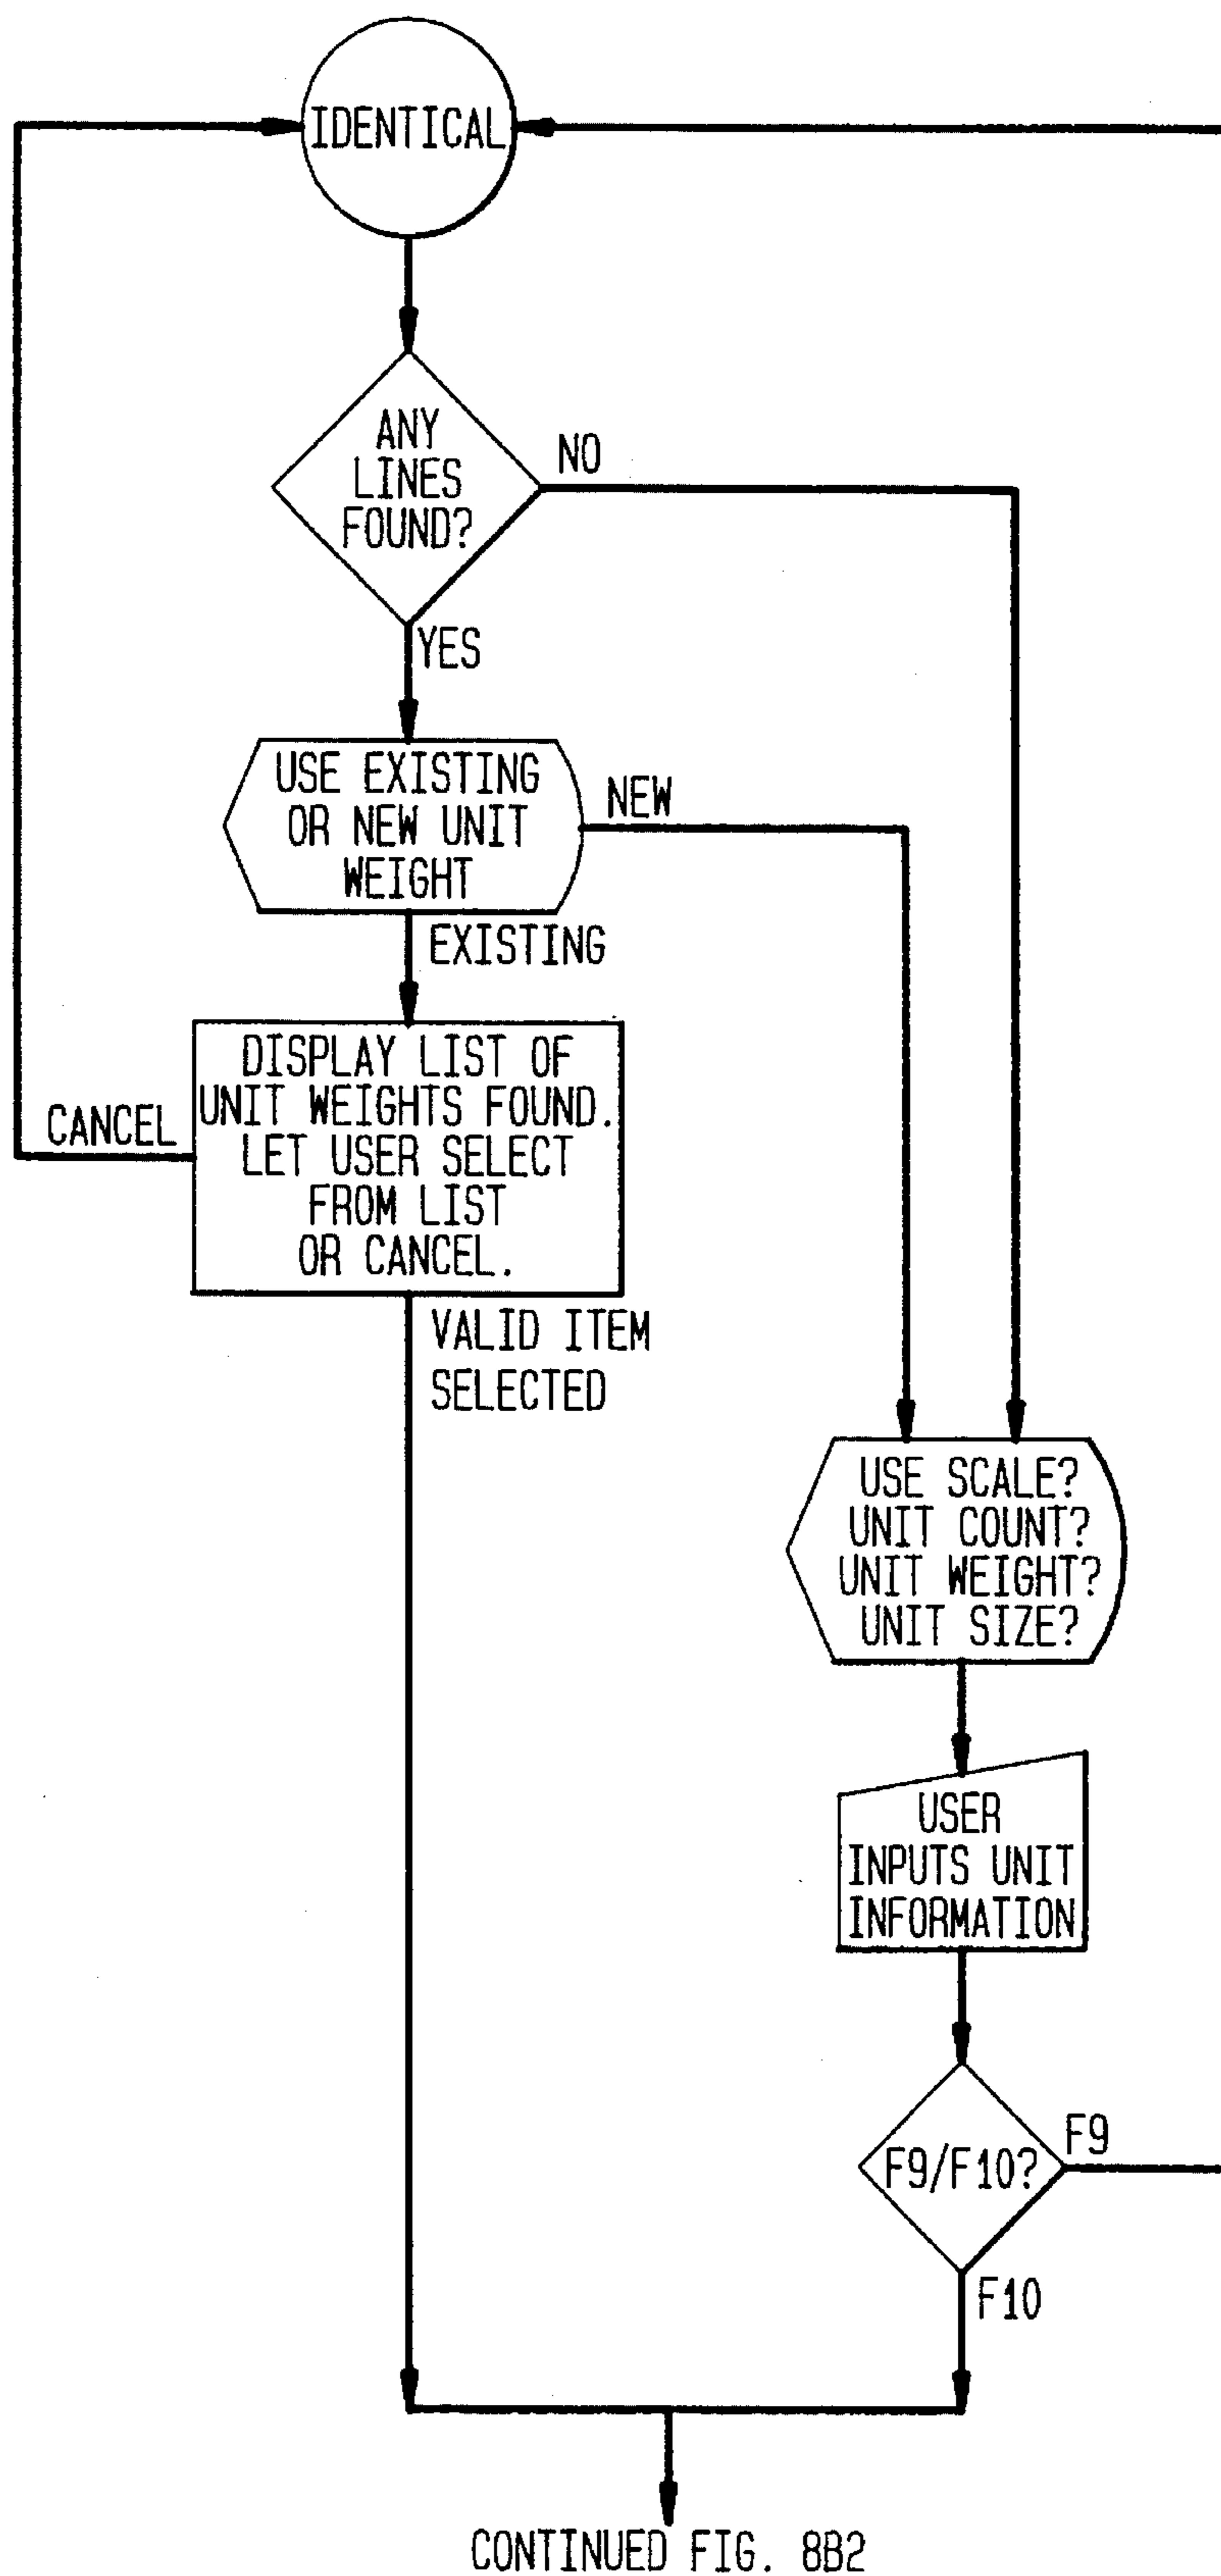 IDENTICAL
ANY
LINES
FOUND?
NO
YES
USE EXISTING
OR NEW UNIT
WEIGHT
NEW
EXISTING
DISPLAY LIST OF
UNIT WEIGHTS FOUND.
LET USER SELECT
FROM LIST
OR CANCEL.
CANCEL
VALID ITEM
SELECTED
USE SCALE?
UNIT COUNT?
UNIT WEIGHT?
UNIT SIZE?
USER
INPUTS UNIT
INFORMATION
F9/F10?
F9
F10
CONTINUED FIG. 8B2